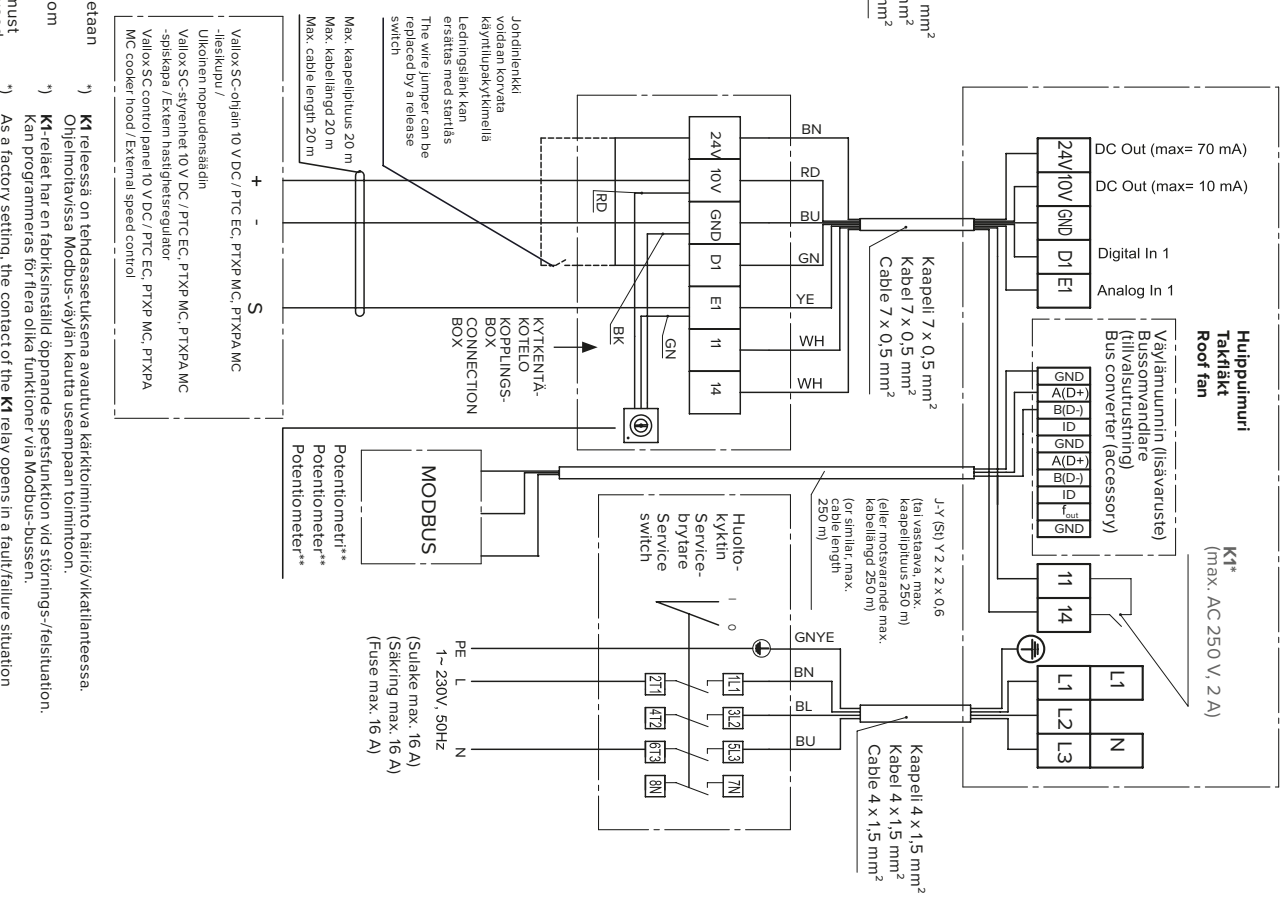 Huippuimuri
Takfläkt
Roof fan
K1*
(max. AC 250 V, 2 A)
DC Out (max= 70 mA)
DC Out (max= 10 mA)
Digital In 1
Analog In 1
24V
10V
GND
D1
E1
Väylämuunnin (lisävaruste)
Bussomvandlare
(tillvalsutrustning)
Bus converter (accessory)
GND
A(D+)
B(D-)
ID
GND
A(D+)
B(D-)
ID
fout
GND
11
14
L1
L2
L3
L1
N
Kaapeli 7 x 0,5 mm²
Kabel 7 x 0,5 mm²
Cable 7 x 0,5 mm²
J-Y (St) Y 2 x 2 x 0,6
(tai vastaava, max.
kaapelipituus 250 m)
(eller motsvarande max.
kabellängd 250 m)
(or similar, max.
cable length
250 m)
Kaapeli 4 x 1,5 mm²
Kabel 4 x 1,5 mm²
Cable 4 x 1,5 mm²
BN
RD
BU
GN
YE
WH
WH
GNYE
BN
BL
BU
24V
10V
GND
D1
E1
11
14
RD
BK
GN
KYTKENTÄ-
KOTELO
KOPPLINGS-
BOX
CONNECTION
BOX
Huolto-
kyktin
Service-
brytare
Service
switch
I
O
1L1
3L2
5L3
7N
2T1
4T2
6T3
8N
MODBUS
Potentiometri**
Potentiometer**
Potentiometer**
PE
L
N
1~ 230V, 50Hz
(Sulake max. 16 A)
(Säkring max. 16 A)
(Fuse max. 16 A)
Johdinlenkki
voidaan korvata
käyntilupakytkimellä
Ledningslänk kan
ersättas med startlås
The wire jumper can be
replaced by a release
switch
Max. kaapelipituus 20 m
Max. kabellängd 20 m
Max. cable length 20 m
+
-
S
Vallox SC-ohjain 10 V DC / PTC EC, PTXP MC, PTXPA MC
-liesikupu /
Ulkoinen nopeudensäädin
Vallox SC-styrenhet 10 V DC / PTC EC, PTXP MC, PTXPA MC
-spiskapa / Extern hastighetsregulator
Vallox SC control panel 10 V DC / PTC EC, PTXP MC, PTXPA
MC cooker hood / External speed control
*) K1 releessä on tehdasasetuksena avautuva kärkitoiminto häiriö/vikatilanteessa.
Ohjelmoitavissa Modbus-väylän kautta useampaan toimintoon.
*) K1-reläet har en fabriksinställd öppnande spetsfunktion vid störnings-/felsituation.
Kan programmeras för flera olika funktioner via Modbus-bussen.
*) As a factory setting, the contact of the K1 relay opens in a fault/failure situation
mm²
mm²
mm²
etaan
om
must